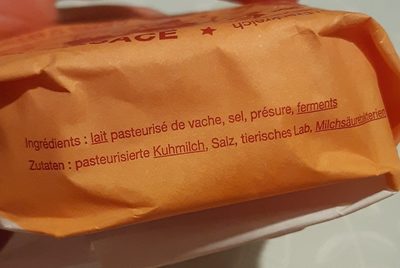 ACE ★
Ingrédients : lait pasteurisé de vache, sel, présure, ferments
Zutaten : pasteurisierte Kuhmilch, Salz, tierisches Lab, Milchsäurebakterien